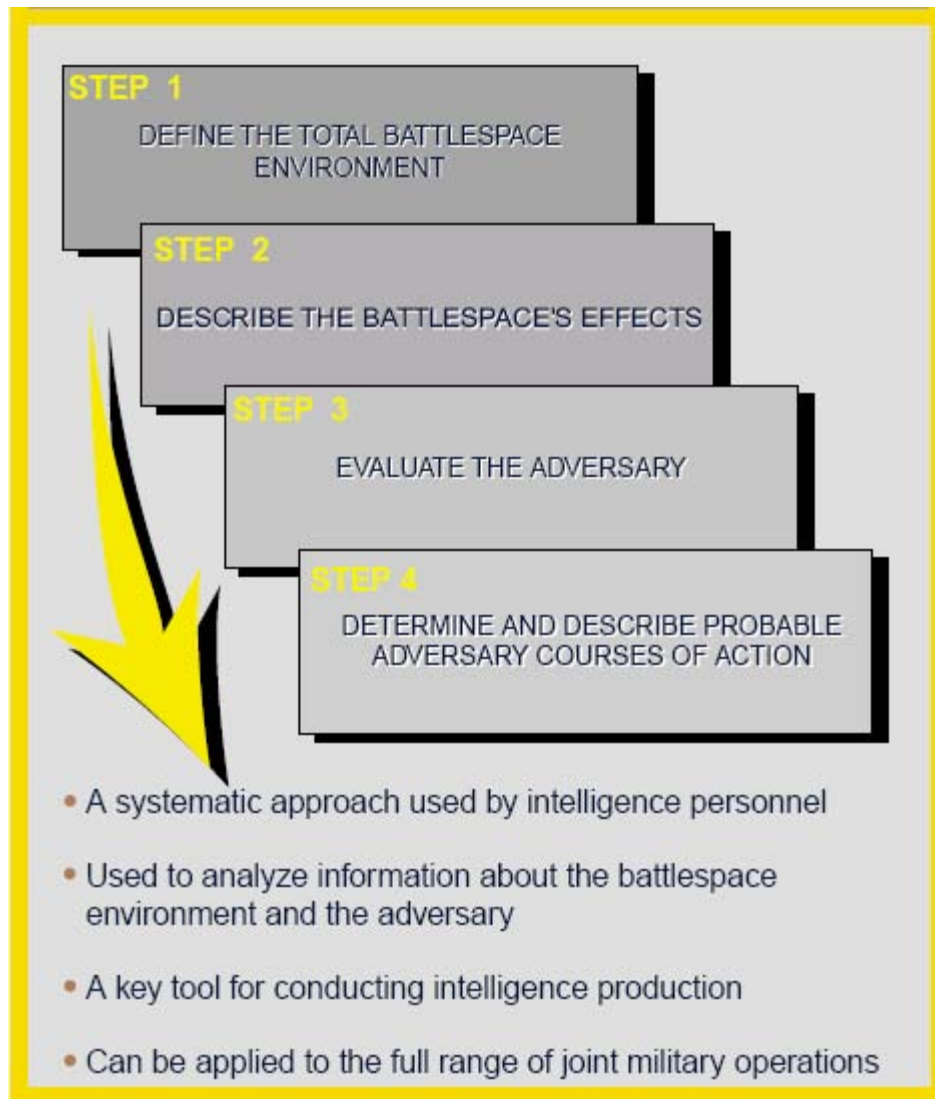 STEP 1
DEFINE THE TOTAL BATTLESPACE
ENVIRONMENT
STEP 2
DESCRIBE THE BATTLESPACE'S EFFECTS
STEP 3
EVALUATE THE ADVERSARY
STEP 4
DETERMINE AND DESCRIBE PROBABLE
ADVERSARY COURSES OF ACTION
• A systematic approach used by intelligence personnel
• Used to analyze information about the battlespace
environment and the adversary
• A key tool for conducting intelligence production
• Can be applied to the full range of joint military operations